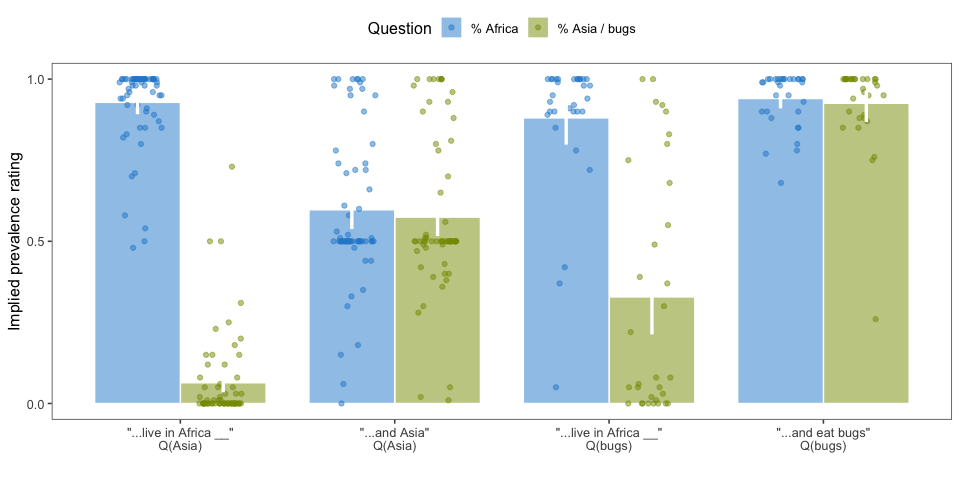 Question % Africa % Asia / bugs
Implied prevalence rating
1.0
0.5
0.0
"...live in Africa __" "...and Asia" "...live in Africa __" "...and eat bugs"
Q(Asia) Q(Asia) Q(bugs) Q(bugs)